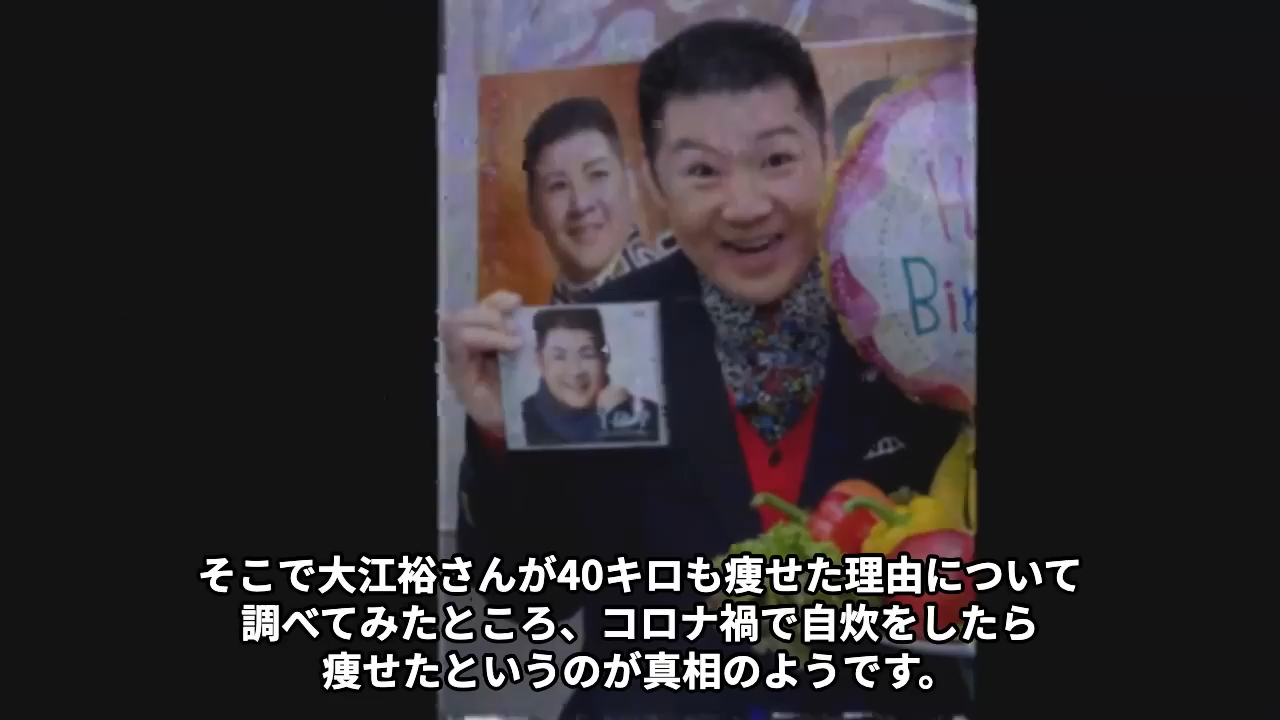 Bir
そこで大江裕さんが40キロも痩せた理由について
調べてみたところ、コロナ禍で自炊をしたら
痩せたというのが真相のようです。